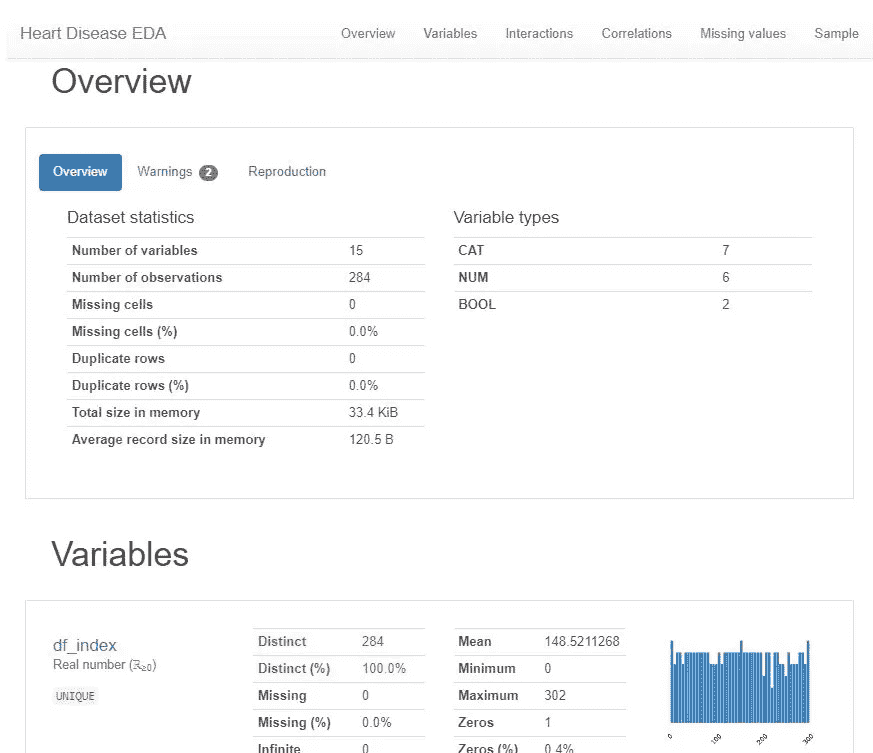 Heart Disease EDA Overview Variables Interactions Correlations Missing values Sample
Overview
Overview Warnings 2 Reproduction
Dataset statistics
Number of variables 15
Number of observations 284
Missing cells 0
Missing cells (%) 0.0%
Duplicate rows 0
Duplicate rows (%) 0.0%
Total size in memory 33.4 KiB
Average record size in memory 120.5 B
Variable types
CAT 7
NUM 6
BOOL 2
Variables
df_index
Real number (ℝ≥0)
UNIQUE
Distinct 284
Distinct (%) 100.0%
Missing 0
Missing (%) 0.0%
Infinite 0
Mean 148.5211268
Minimum 0
Maximum 302
Zeros 1
Zeros (%) 0.4%
0 100 200 300